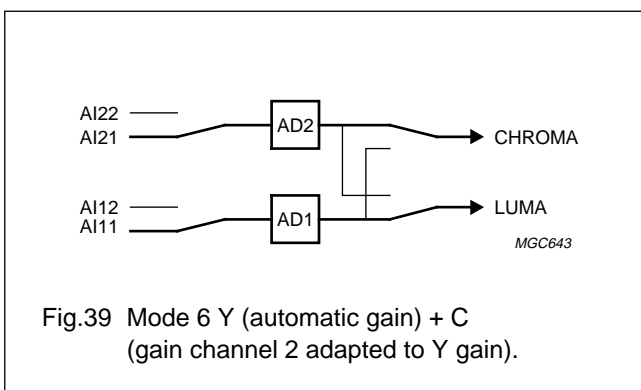 AI22
AI21
AD2
CHROMA
AI12
AI11
AD1
LUMA
MGC643
Fig.39 Mode 6 Y (automatic gain) + C
(gain channel 2 adapted to Y gain).